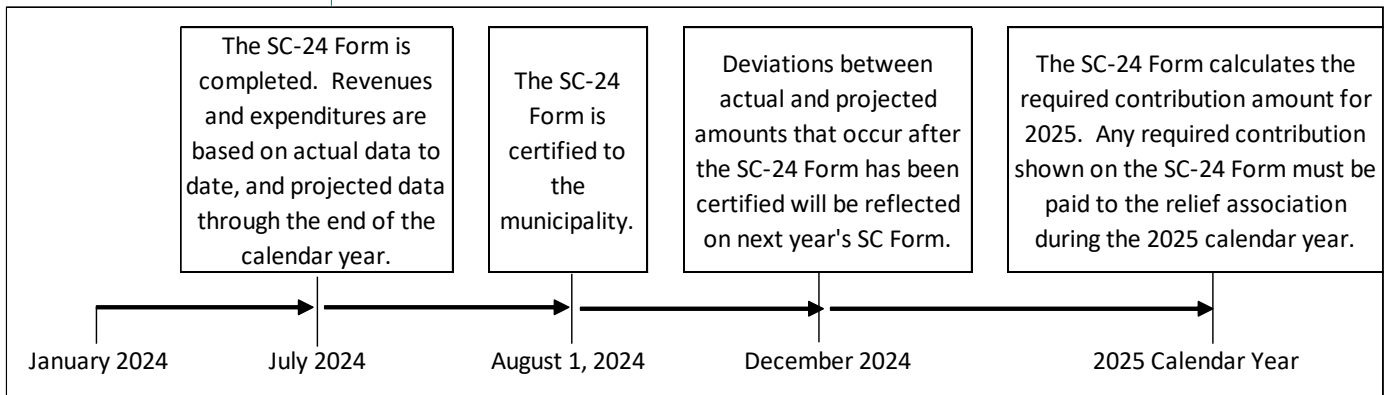 The SC-24 Form is
completed.  Revenues
and expenditures are
based on actual data to
date, and projected data
through the end of the
calendar year.
The SC-24
Form is
certified to
the
municipality.
Deviations between
actual and projected
amounts that occur after
the SC-24 Form has been
certified will be reflected
on next year's SC Form.
The SC-24 Form calculates the
required contribution amount for
2025.  Any required contribution
shown on the SC-24 Form must be
paid to the relief association
during the 2025 calendar year.
January 2024
July 2024
August 1, 2024
December 2024
2025 Calendar Year